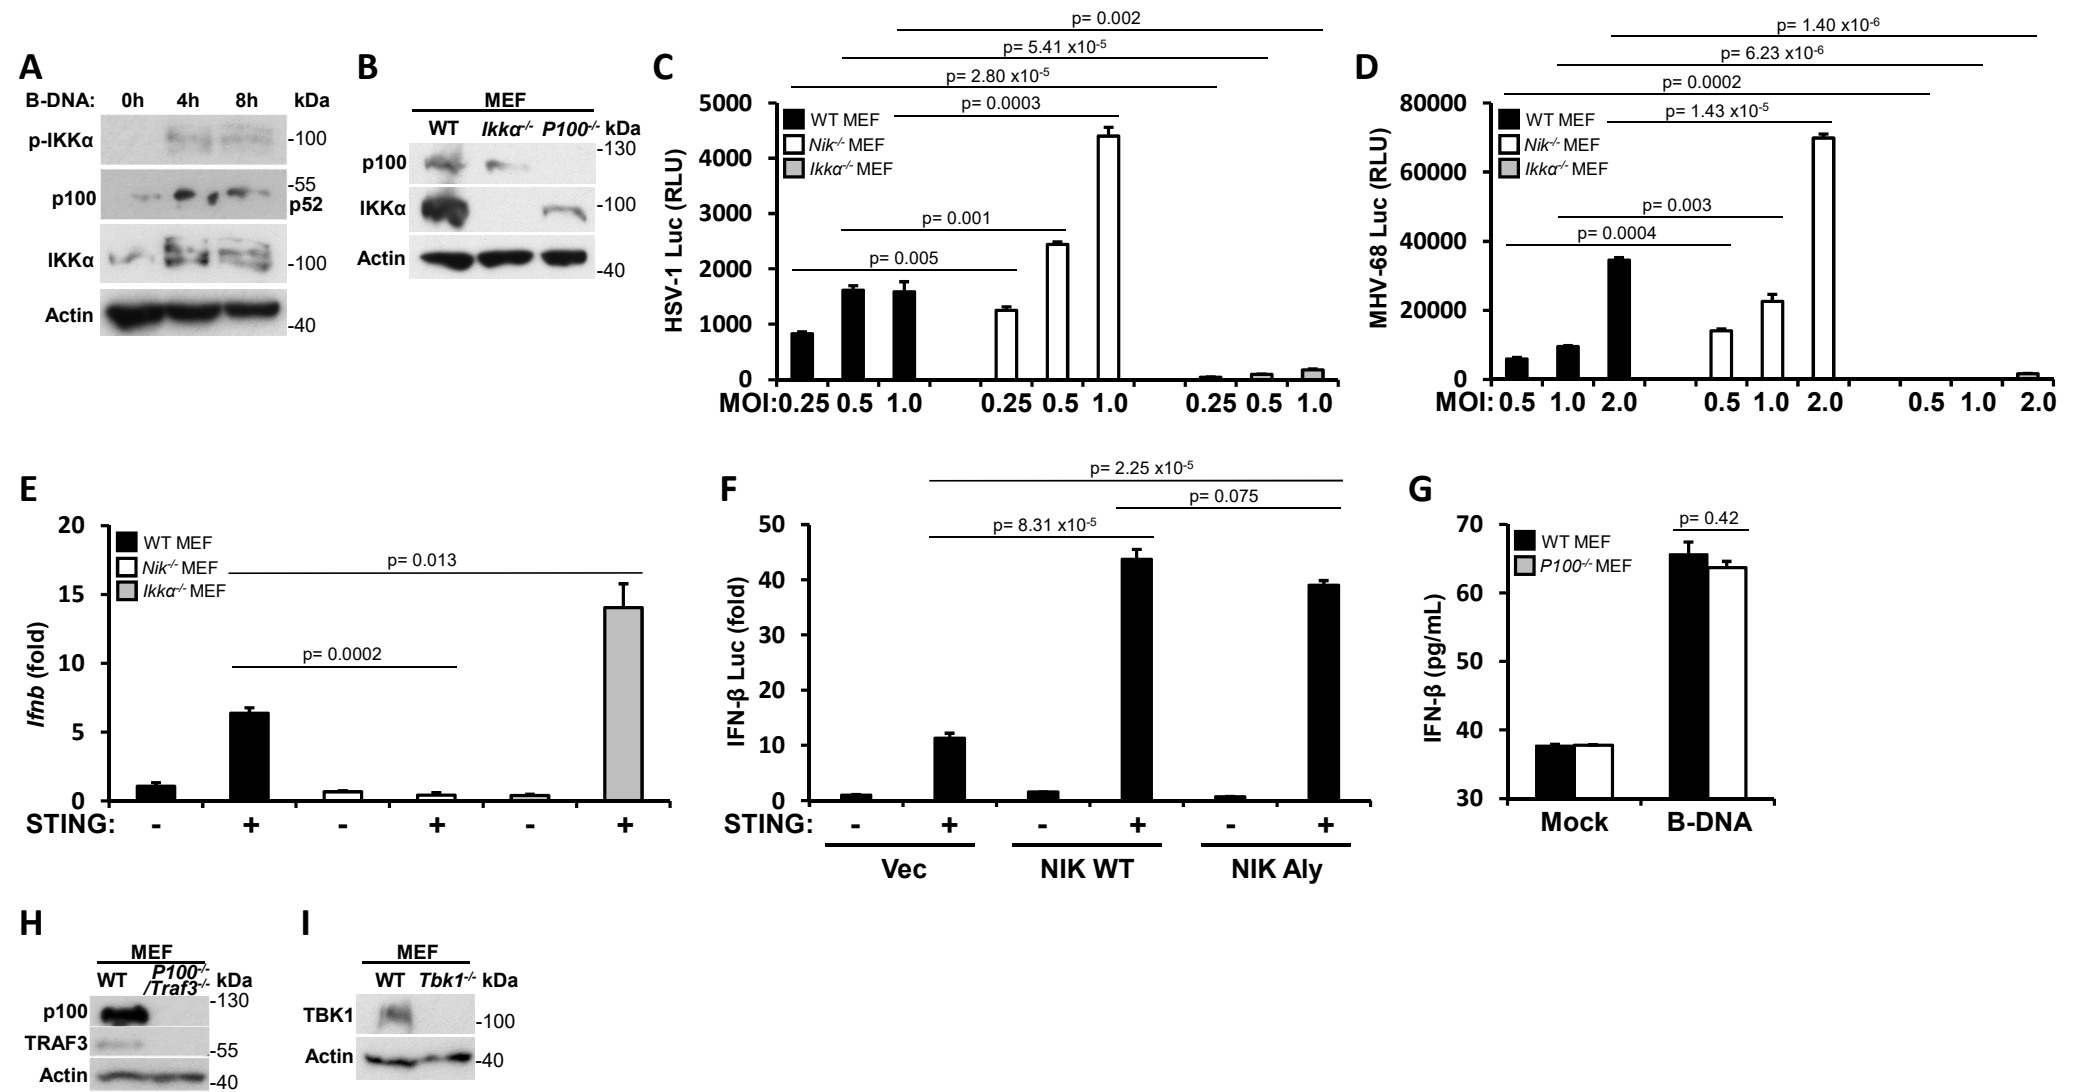 A
B-DNA: 0h 4h 8h kDa
p-IKKα -100
p100 -55
p52
IKKα -100
Actin -40
B
MEF
WT Ikkα-/- P100-/- kDa
p100 -130
IKKα -100
Actin -40
C
p= 0.002
p= 5.41 x10-5
p= 2.80 x10-5
p= 0.0003
p= 0.001
p= 0.005
HSV-1 Luc (RLU)
5000
4000
3000
2000
1000
0
WT MEF
Nik-/- MEF
Ikkα-/- MEF
MOI: 0.25 0.5 1.0 0.25 0.5 1.0 0.25 0.5 1.0
D
p= 1.40 x10-6
p= 6.23 x10-6
p= 0.0002
p= 1.43 x10-5
p= 0.003
p= 0.0004
MHV-68 Luc (RLU)
80000
60000
40000
20000
0
WT MEF
Nik-/- MEF
Ikkα-/- MEF
MOI: 0.5 1.0 2.0 0.5 1.0 2.0 0.5 1.0 2.0
E
Ifnb (fold)
20
15
10
5
0
WT MEF
Nik-/- MEF
Ikkα-/- MEF
p= 0.013
p= 0.0002
STING: - + - + - +
F
p= 2.25 x10-5
p= 0.075
p= 8.31 x10-5
IFN-β Luc (fold)
50
40
30
20
10
0
STING: - + - + - +
Vec NIK WT NIK Aly
G
IFN-β (pg/mL)
70
60
50
40
30
WT MEF
P100-/- MEF
p= 0.42
Mock B-DNA
H
MEF
WT P100-/-
/Traf3-/- kDa
p100 -130
TRAF3 -55
Actin -40
I
MEF
WT Tbk1-/- kDa
TBK1 -100
Actin -40